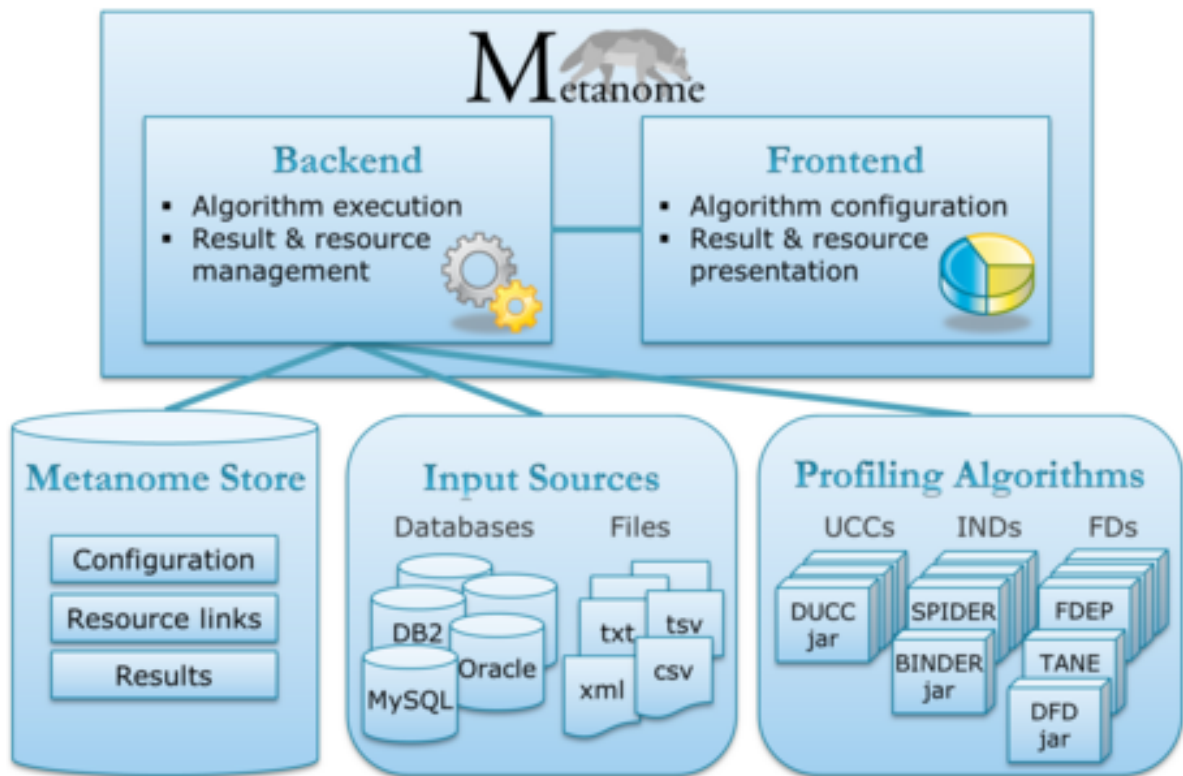 Metanome
Backend
▪ Algorithm execution
▪ Result & resource
management
Frontend
▪ Algorithm configuration
▪ Result & resource
presentation
Metanome Store
Configuration
Resource links
Results
Input Sources
Databases
Files
DB2
Oracle
MySQL
txt
tsv
xml
csv
Profiling Algorithms
UCCs
INDs
FDs
DUCC
jar
SPIDER
BINDER
jar
FDEP
TANE
DFD
jar